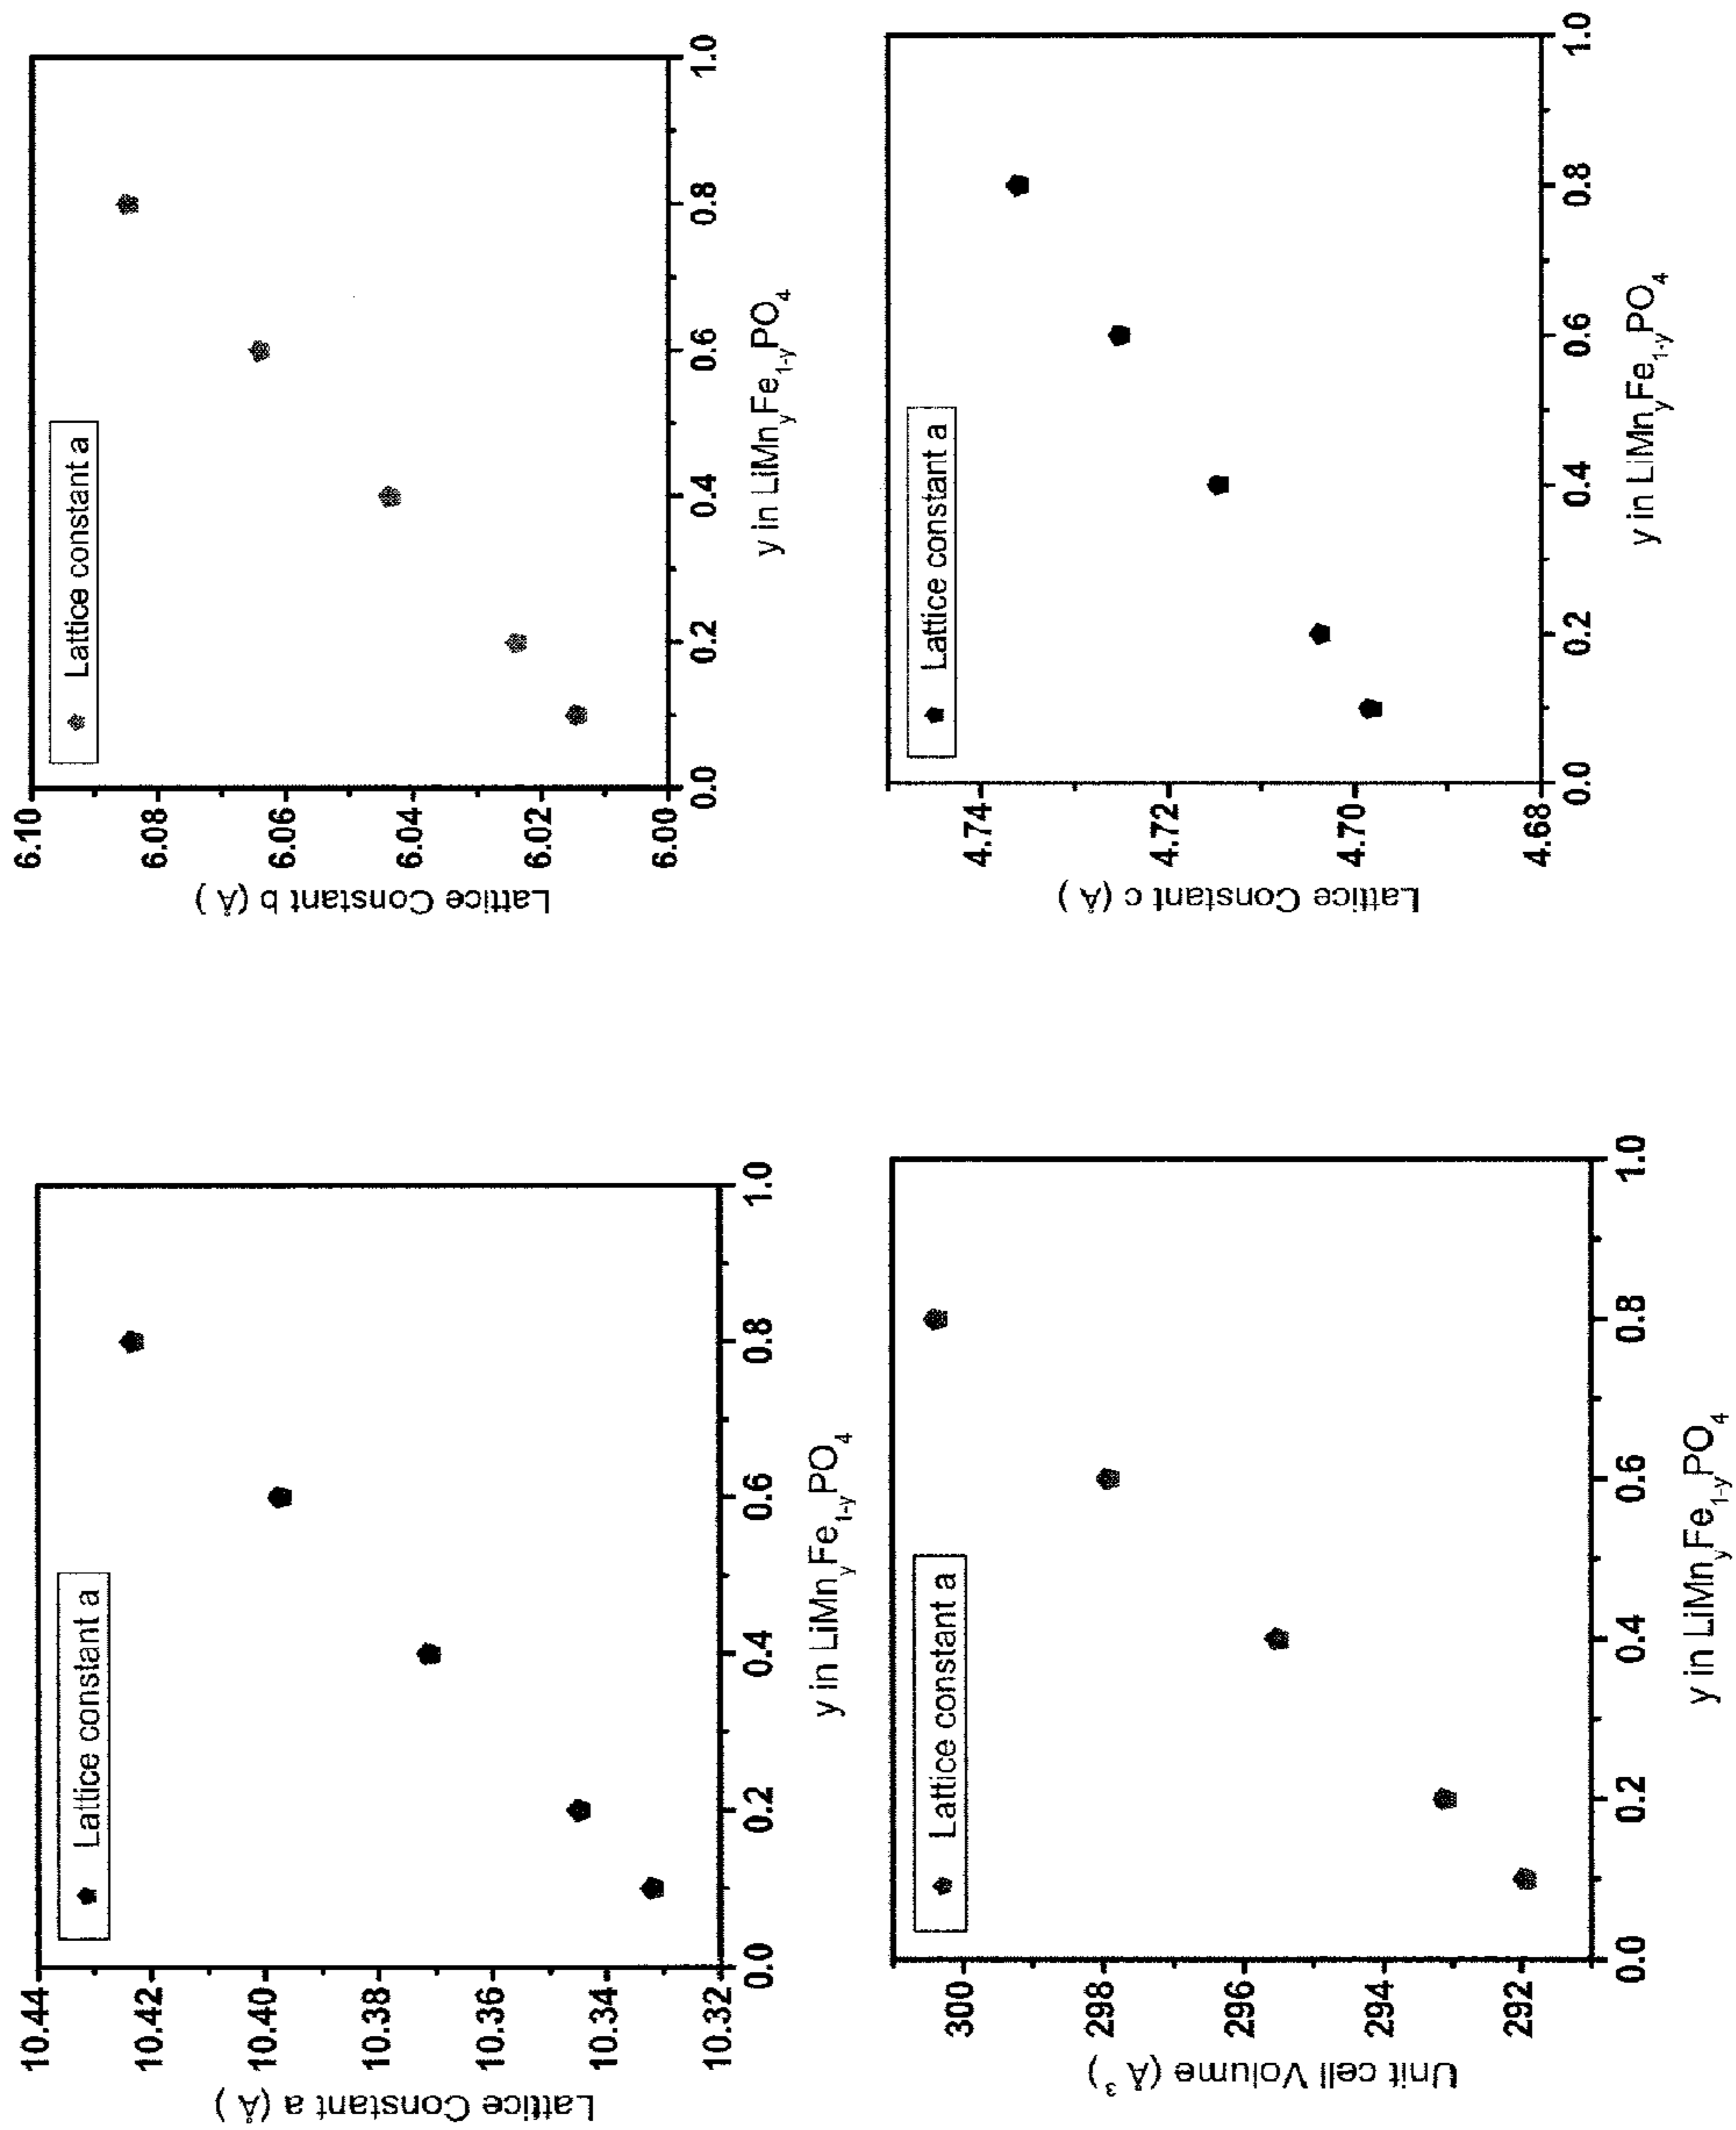 10.44
10.42
10.40
10.38
10.36
10.34
10.32
Lattice Constant a (Å)
Lattice constant a
0.0 0.2 0.4 0.6 0.8 1.0
y in LiMnyFe1-yPO4
6.10
6.08
6.06
6.04
6.02
6.00
Lattice Constant b (Å)
Lattice constant a
0.0 0.2 0.4 0.6 0.8 1.0
y in LiMnyFe1-yPO4
300
298
296
294
292
Unit cell Volume (Å³)
Lattice constant a
0.0 0.2 0.4 0.6 0.8 1.0
y in LiMnyFe1-yPO4
4.74
4.72
4.70
4.68
Lattice Constant c (Å)
Lattice constant a
0.0 0.2 0.4 0.6 0.8 1.0
y in LiMnyFe1-yPO4